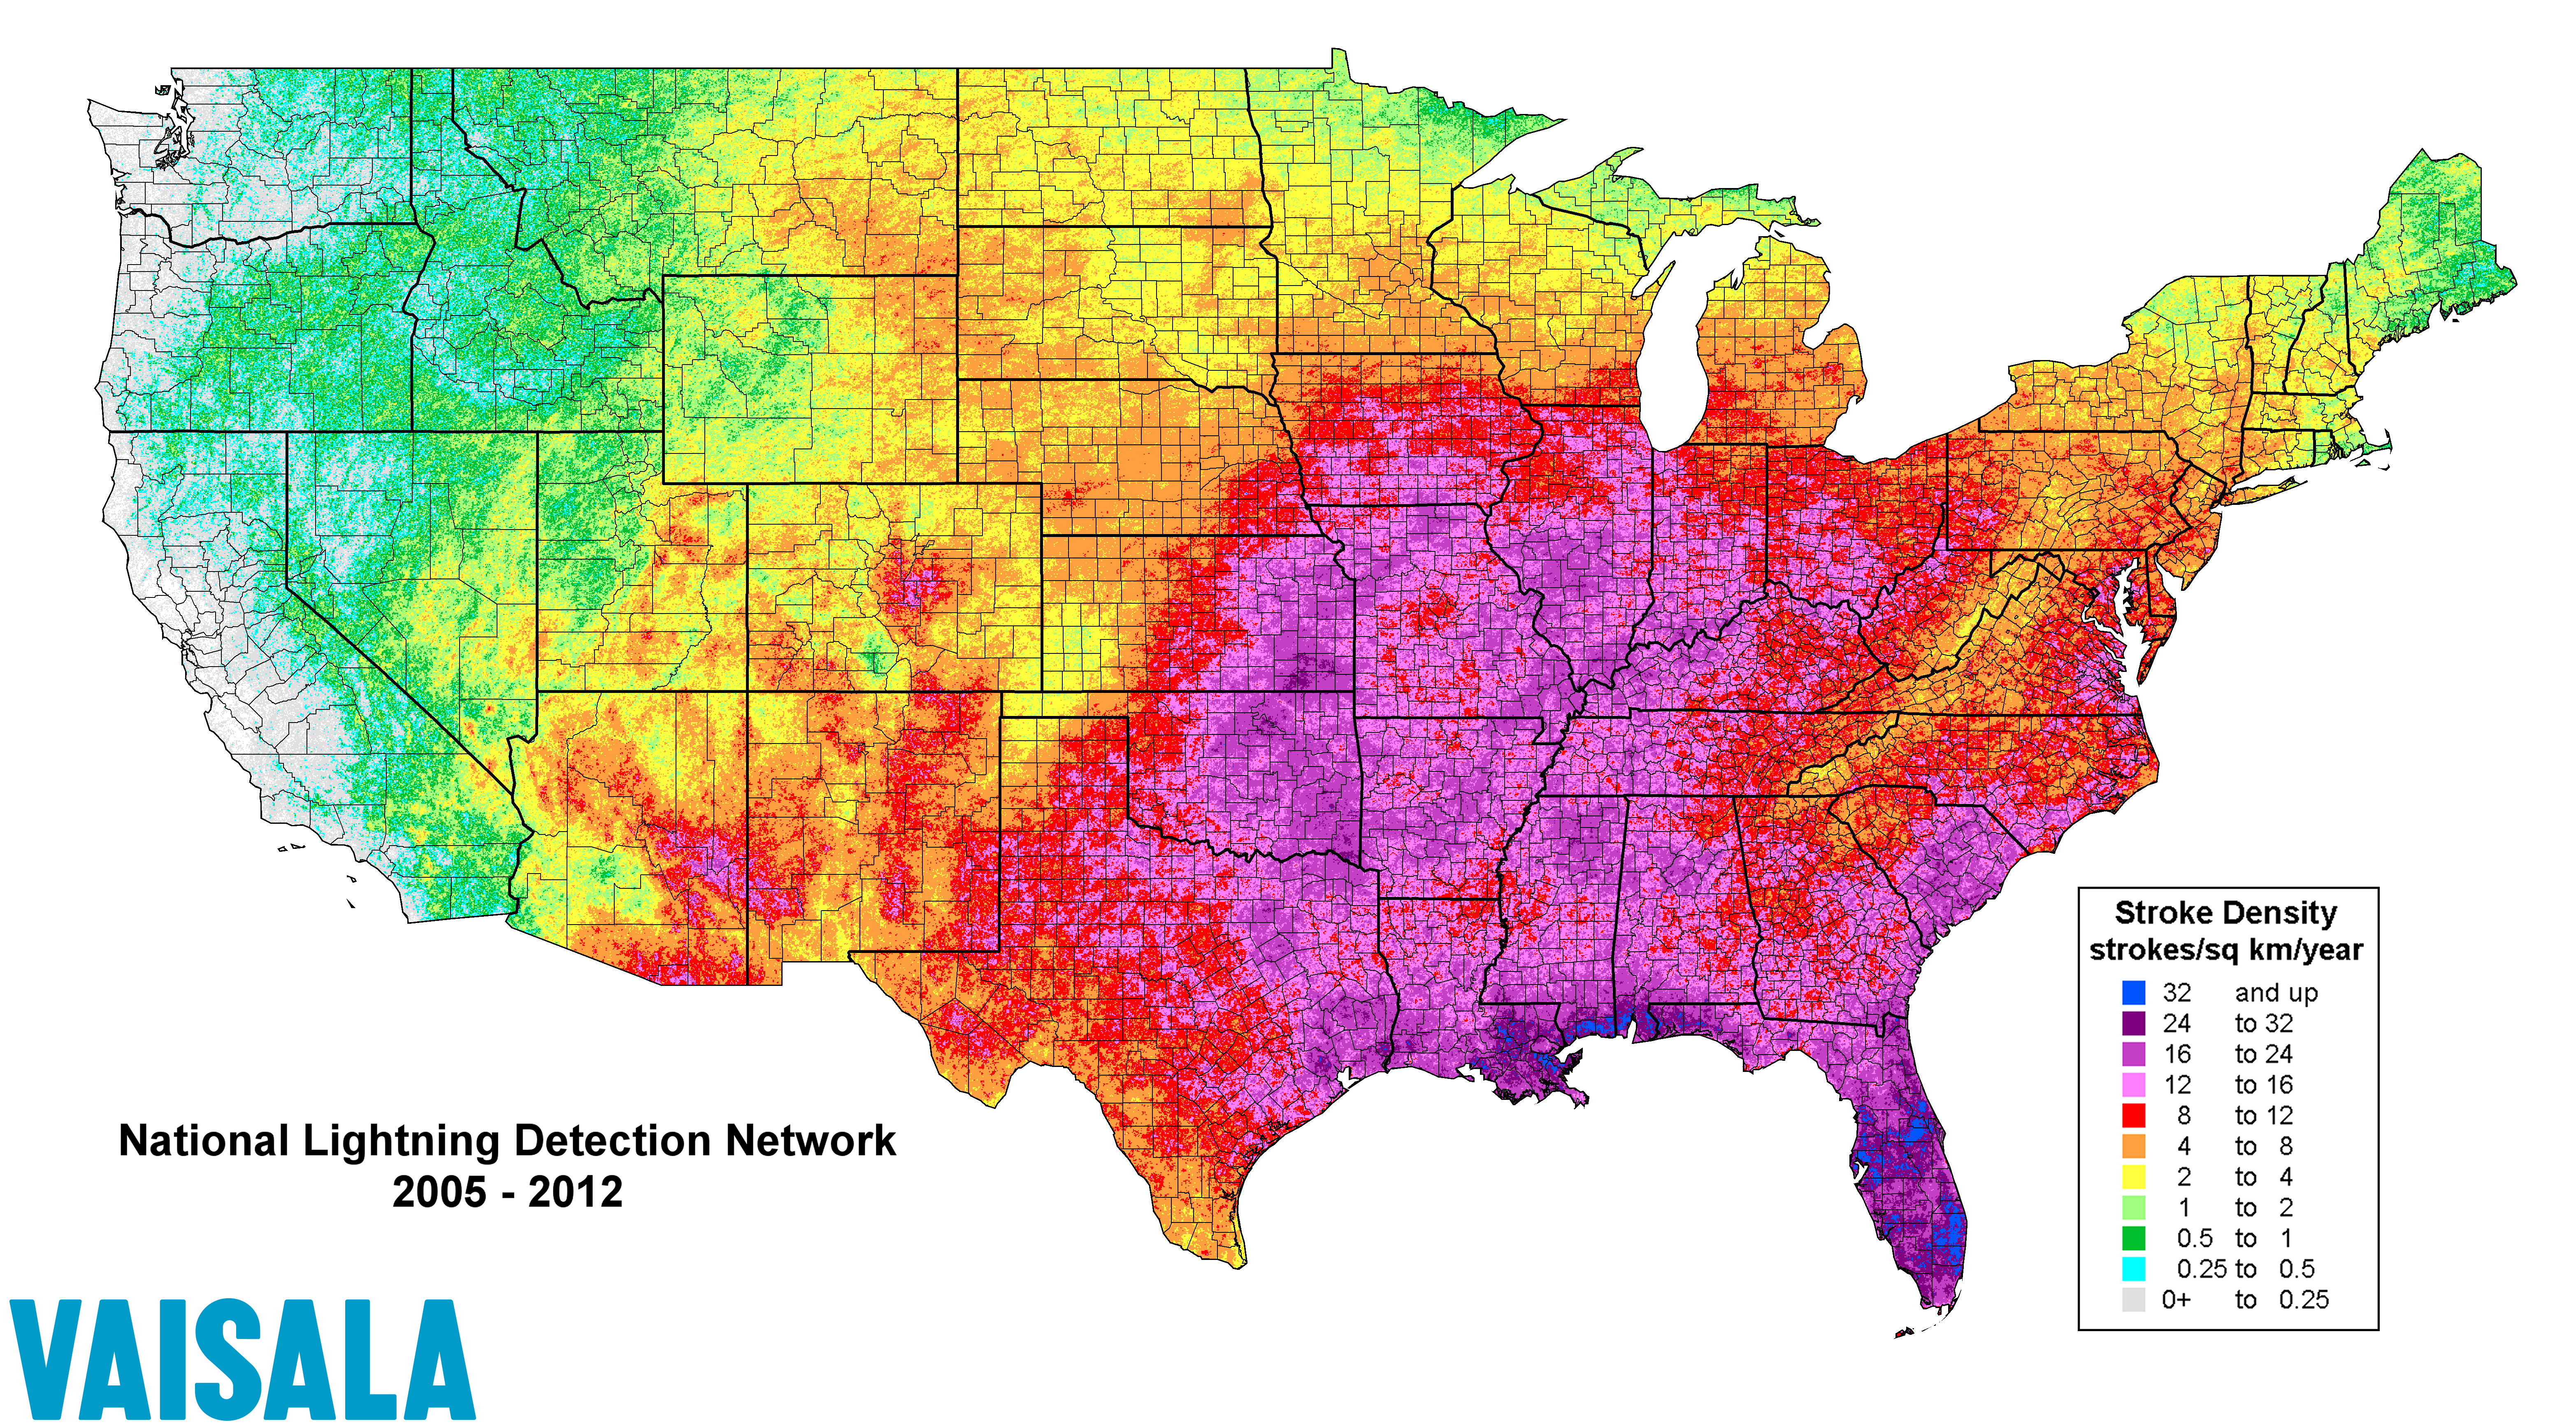 National Lightning Detection Network
2005 - 2012
VAISALA
Stroke Density
strokes/sq km/year
32 and up
24 to 32
16 to 24
12 to 16
8 to 12
4 to 8
2 to 4
1 to 2
0.5 to 1
0.25 to 0.5
0+ to 0.25